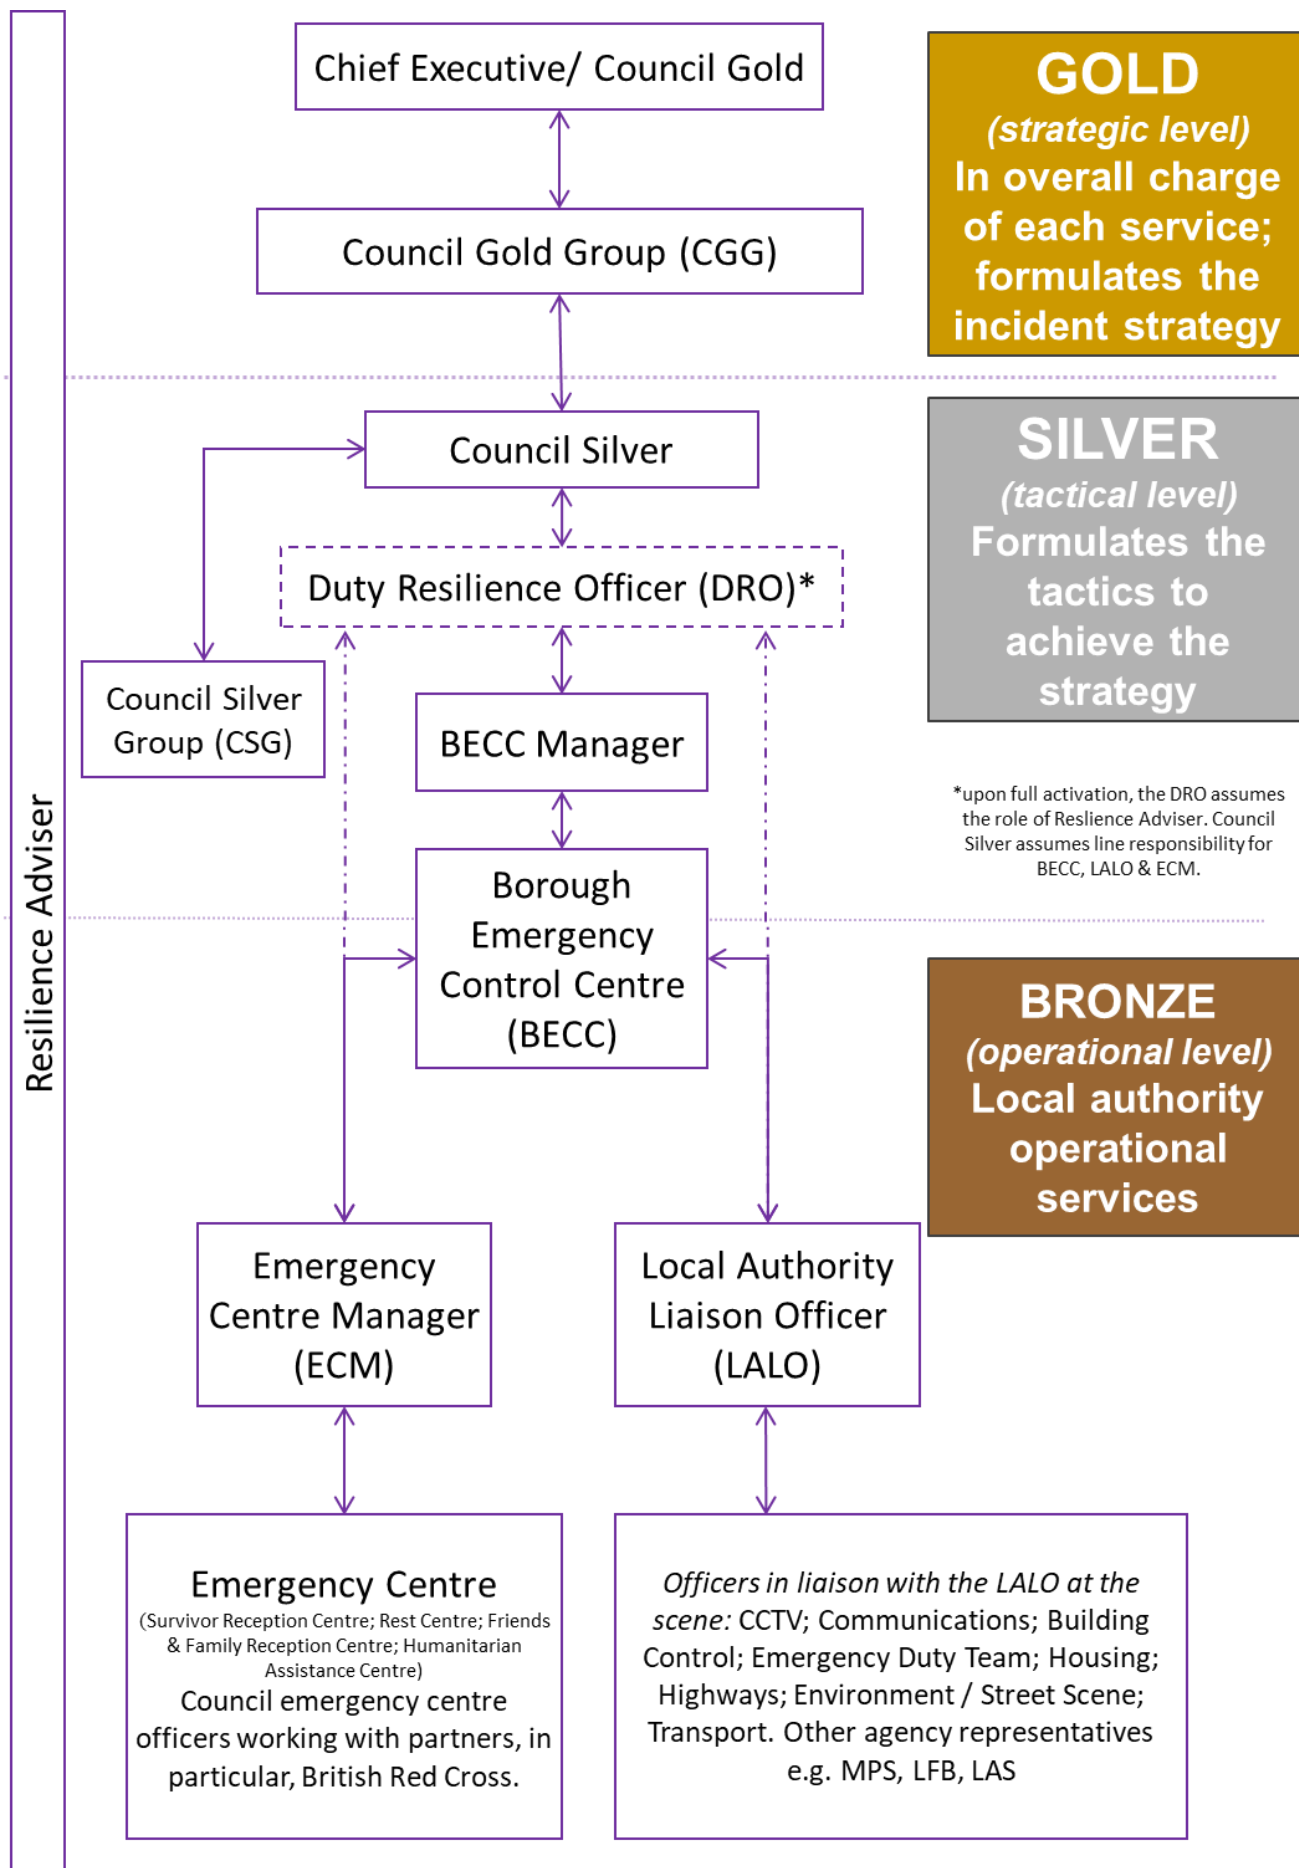 Chief Executive/ Council Gold
GOLD
(strategic level)
In overall charge
of each service;
formulates the
incident strategy
Council Gold Group (CGG)
Council Silver
SILVER
(tactical level)
Formulates the
tactics to
achieve the
strategy
Duty Resilience Officer (DRO)*
Council Silver
Group (CSG)
BECC Manager
*upon full activation, the DRO assumes
the role of Reslience Adviser. Council
Silver assumes line responsibility for
BECC, LALO & ECM.
Resilience Adviser
Borough
Emergency
Control Centre
(BECC)
BRONZE
(operational level)
Local authority
operational
services
Emergency
Centre Manager
(ECM)
Local Authority
Liaison Officer
(LALO)
Emergency Centre
(Survivor Reception Centre; Rest Centre; Friends
& Family Reception Centre; Humanitarian
Assistance Centre)
Council emergency centre
officers working with partners, in
particular, British Red Cross.
Officers in liaison with the LALO at the
scene: CCTV; Communications; Building
Control; Emergency Duty Team; Housing;
Highways; Environment / Street Scene;
Transport. Other agency representatives
e.g. MPS, LFB, LAS